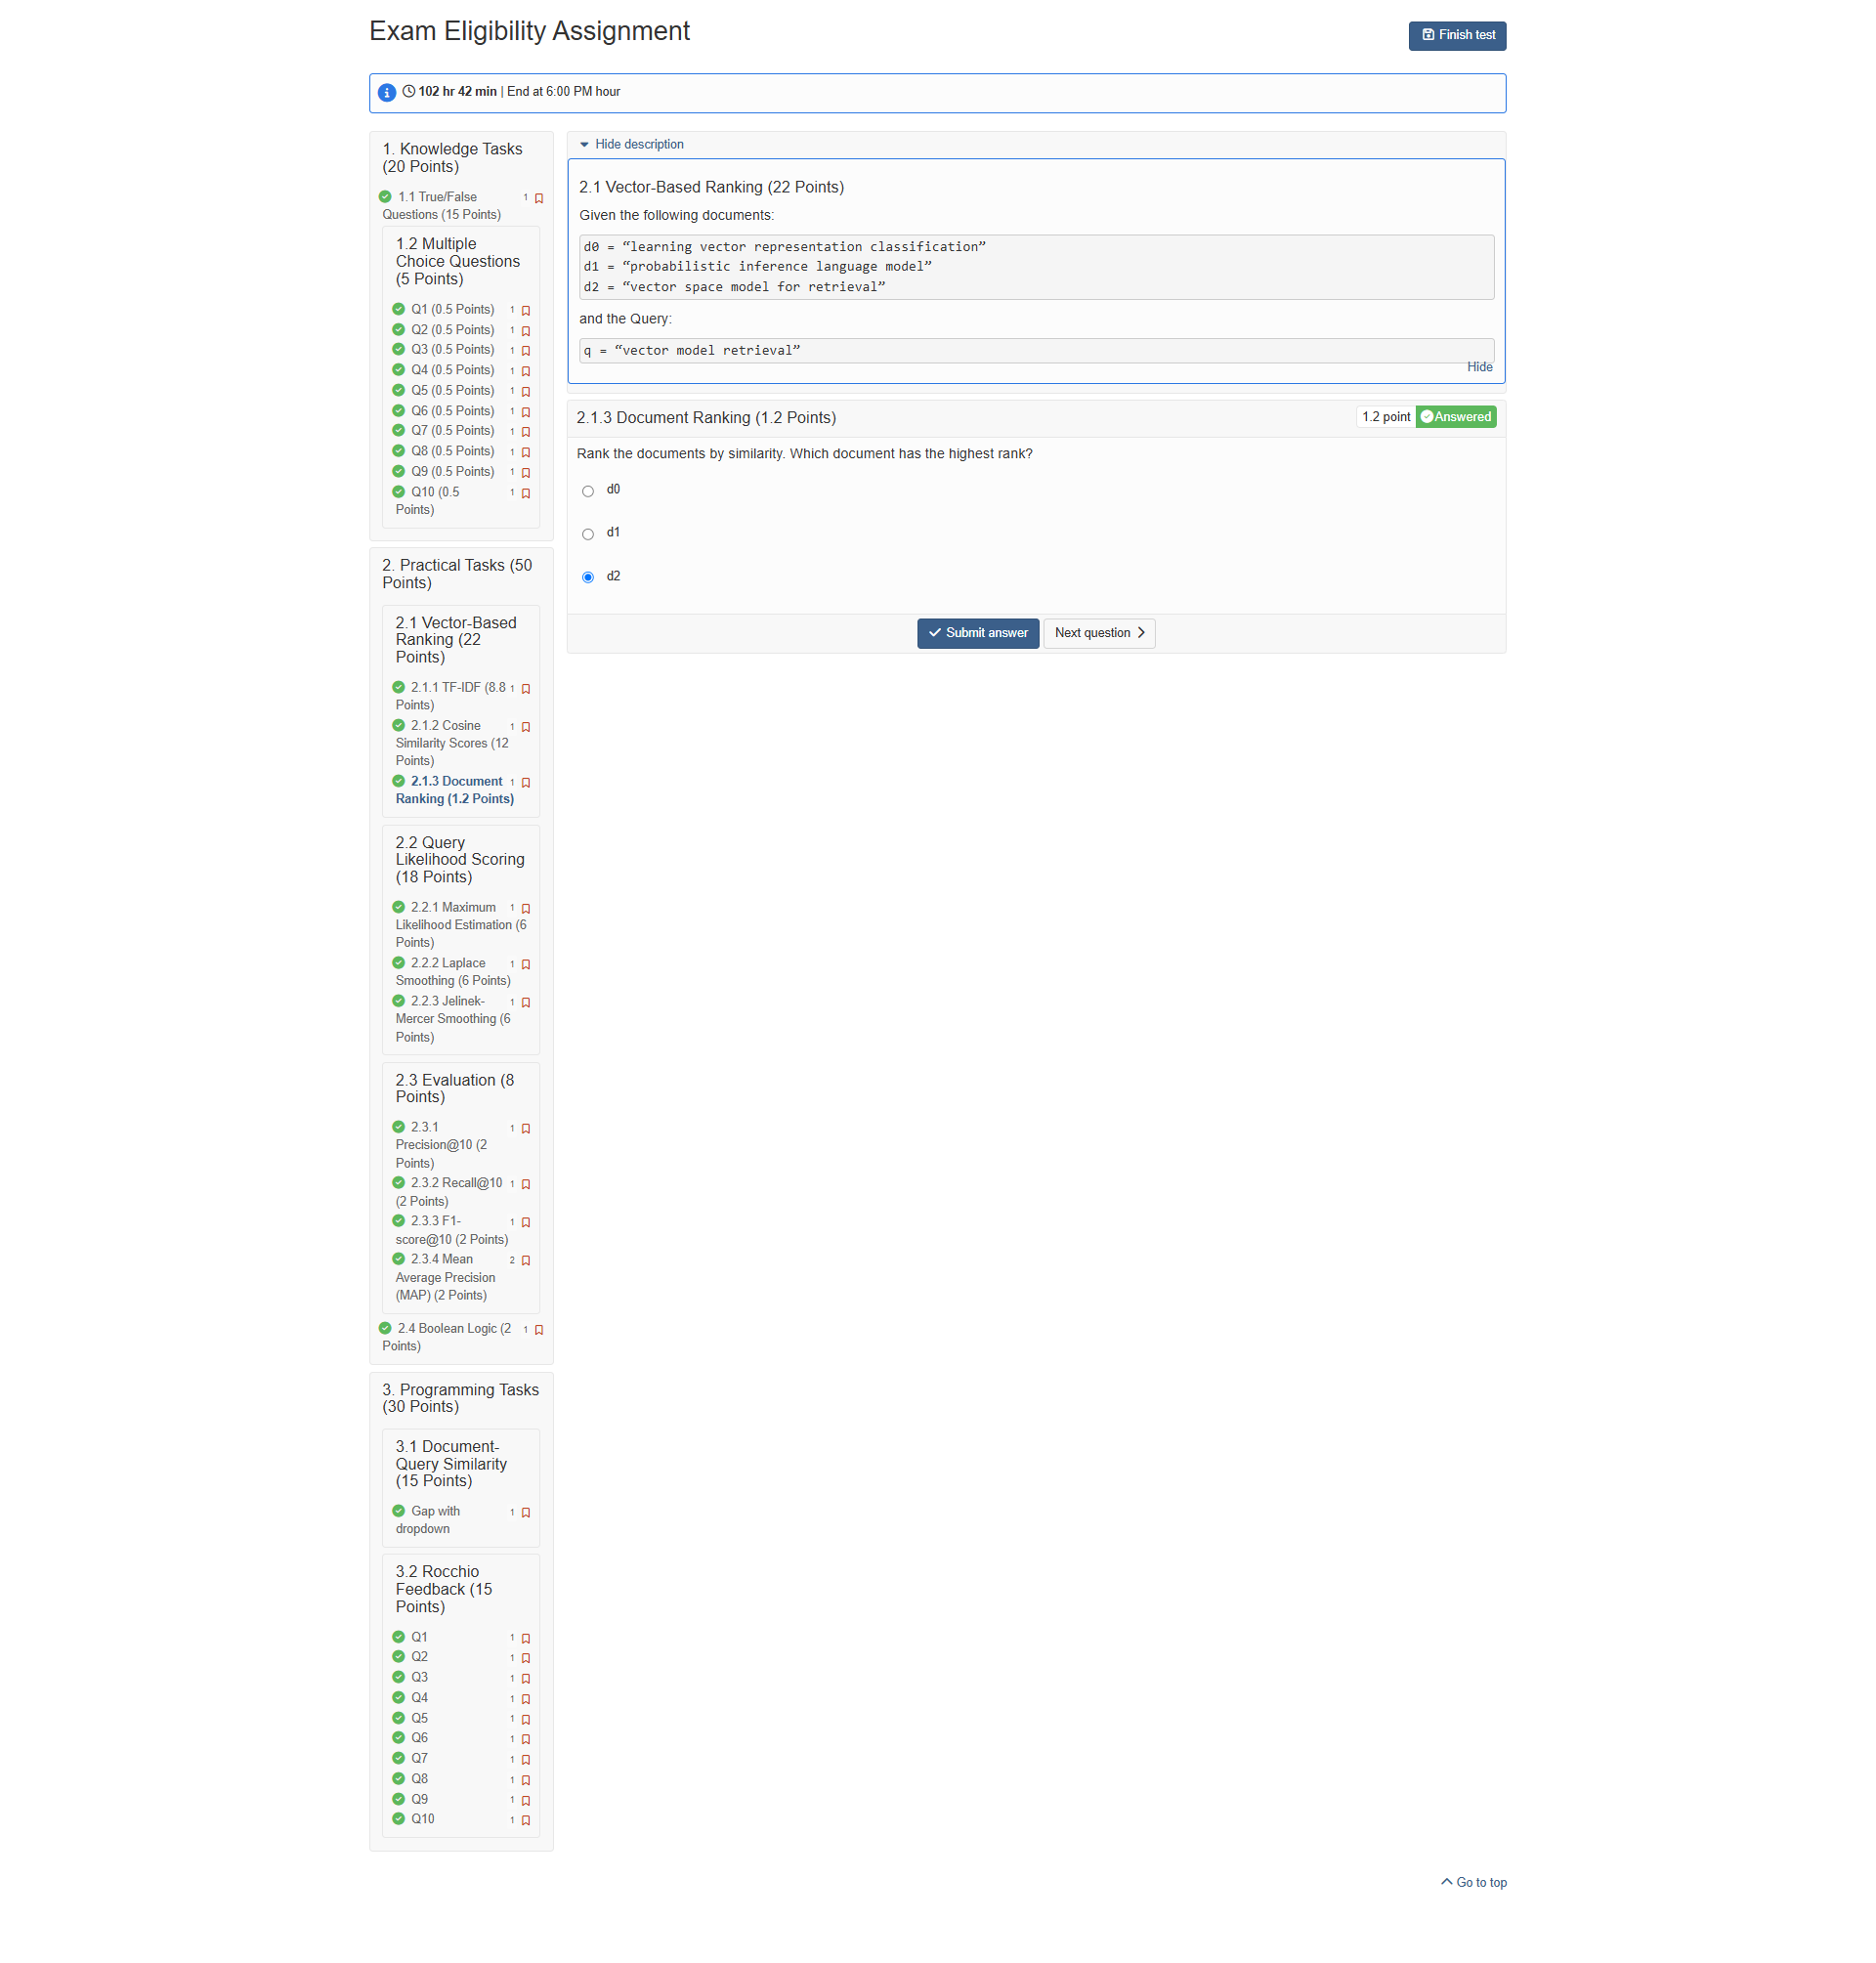 Exam Eligibility Assignment
Finish test
102 hr 42 min | End at 6:00 PM hour
1. Knowledge Tasks
(20 Points)
1.1 True/False 1
Questions (15 Points)
1.2 Multiple
Choice Questions
(5 Points)
Q1 (0.5 Points) 1
Q2 (0.5 Points) 1
Q3 (0.5 Points) 1
Q4 (0.5 Points) 1
Q5 (0.5 Points) 1
Q6 (0.5 Points) 1
Q7 (0.5 Points) 1
Q8 (0.5 Points) 1
Q9 (0.5 Points) 1
Q10 (0.5 1
Points)
2. Practical Tasks (50
Points)
2.1 Vector-Based
Ranking (22
Points)
2.1.1 TF-IDF (8.8 1
Points)
2.1.2 Cosine 1
Similarity Scores (12
Points)
2.1.3 Document 1
Ranking (1.2 Points)
2.2 Query
Likelihood Scoring
(18 Points)
2.2.1 Maximum 1
Likelihood Estimation (6
Points)
2.2.2 Laplace 1
Smoothing (6 Points)
2.2.3 Jelinek- 1
Mercer Smoothing (6
Points)
2.3 Evaluation (8
Points)
2.3.1 1
Precision@10 (2
Points)
2.3.2 Recall@10 1
(2 Points)
2.3.3 F1- 1
score@10 (2 Points)
2.3.4 Mean 2
Average Precision
(MAP) (2 Points)
2.4 Boolean Logic (2 1
Points)
3. Programming Tasks
(30 Points)
3.1 Document-
Query Similarity
(15 Points)
Gap with 1
dropdown
3.2 Rocchio
Feedback (15
Points)
Q1 1
Q2 1
Q3 1
Q4 1
Q5 1
Q6 1
Q7 1
Q8 1
Q9 1
Q10 1
Hide description
2.1 Vector-Based Ranking (22 Points)
Given the following documents:
d0 = “learning vector representation classification”
d1 = “probabilistic inference language model”
d2 = “vector space model for retrieval”
and the Query:
q = “vector model retrieval”
Hide
2.1.3 Document Ranking (1.2 Points)
1.2 point Answered
Rank the documents by similarity. Which document has the highest rank?
d0
d1
d2
Submit answer
Next question
Go to top